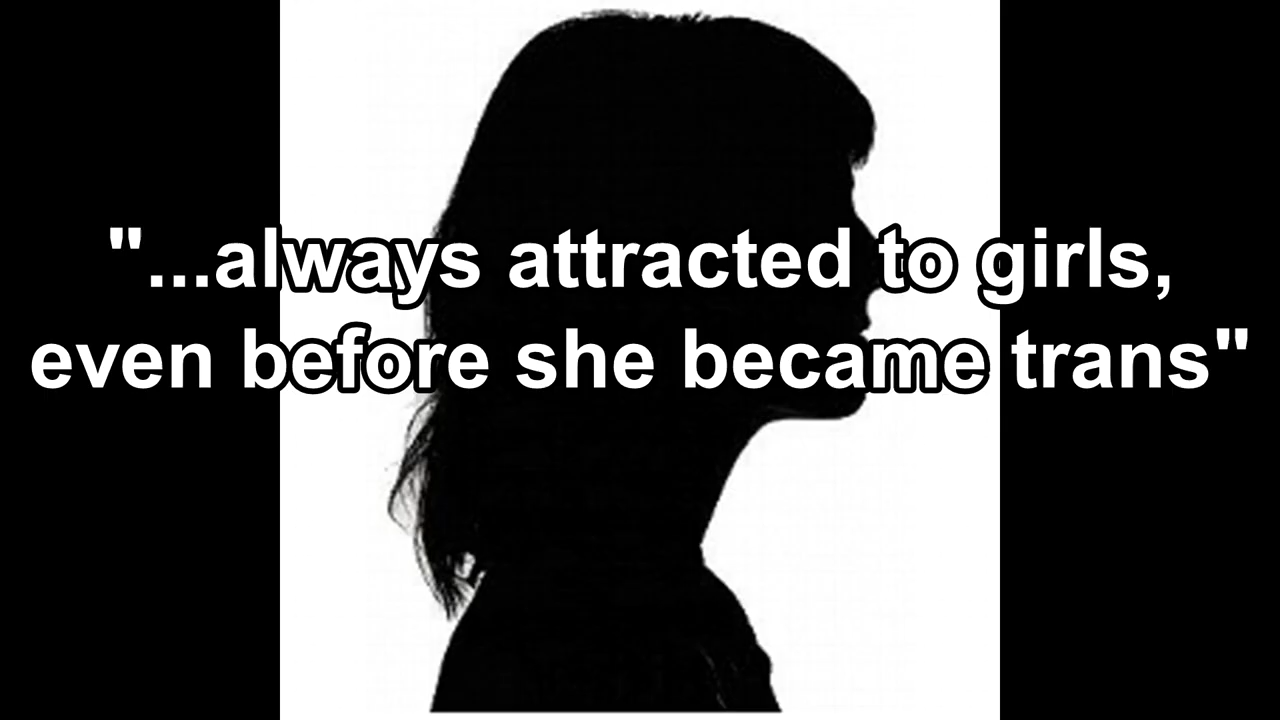 "...always attracted to girls,
even before she became trans"